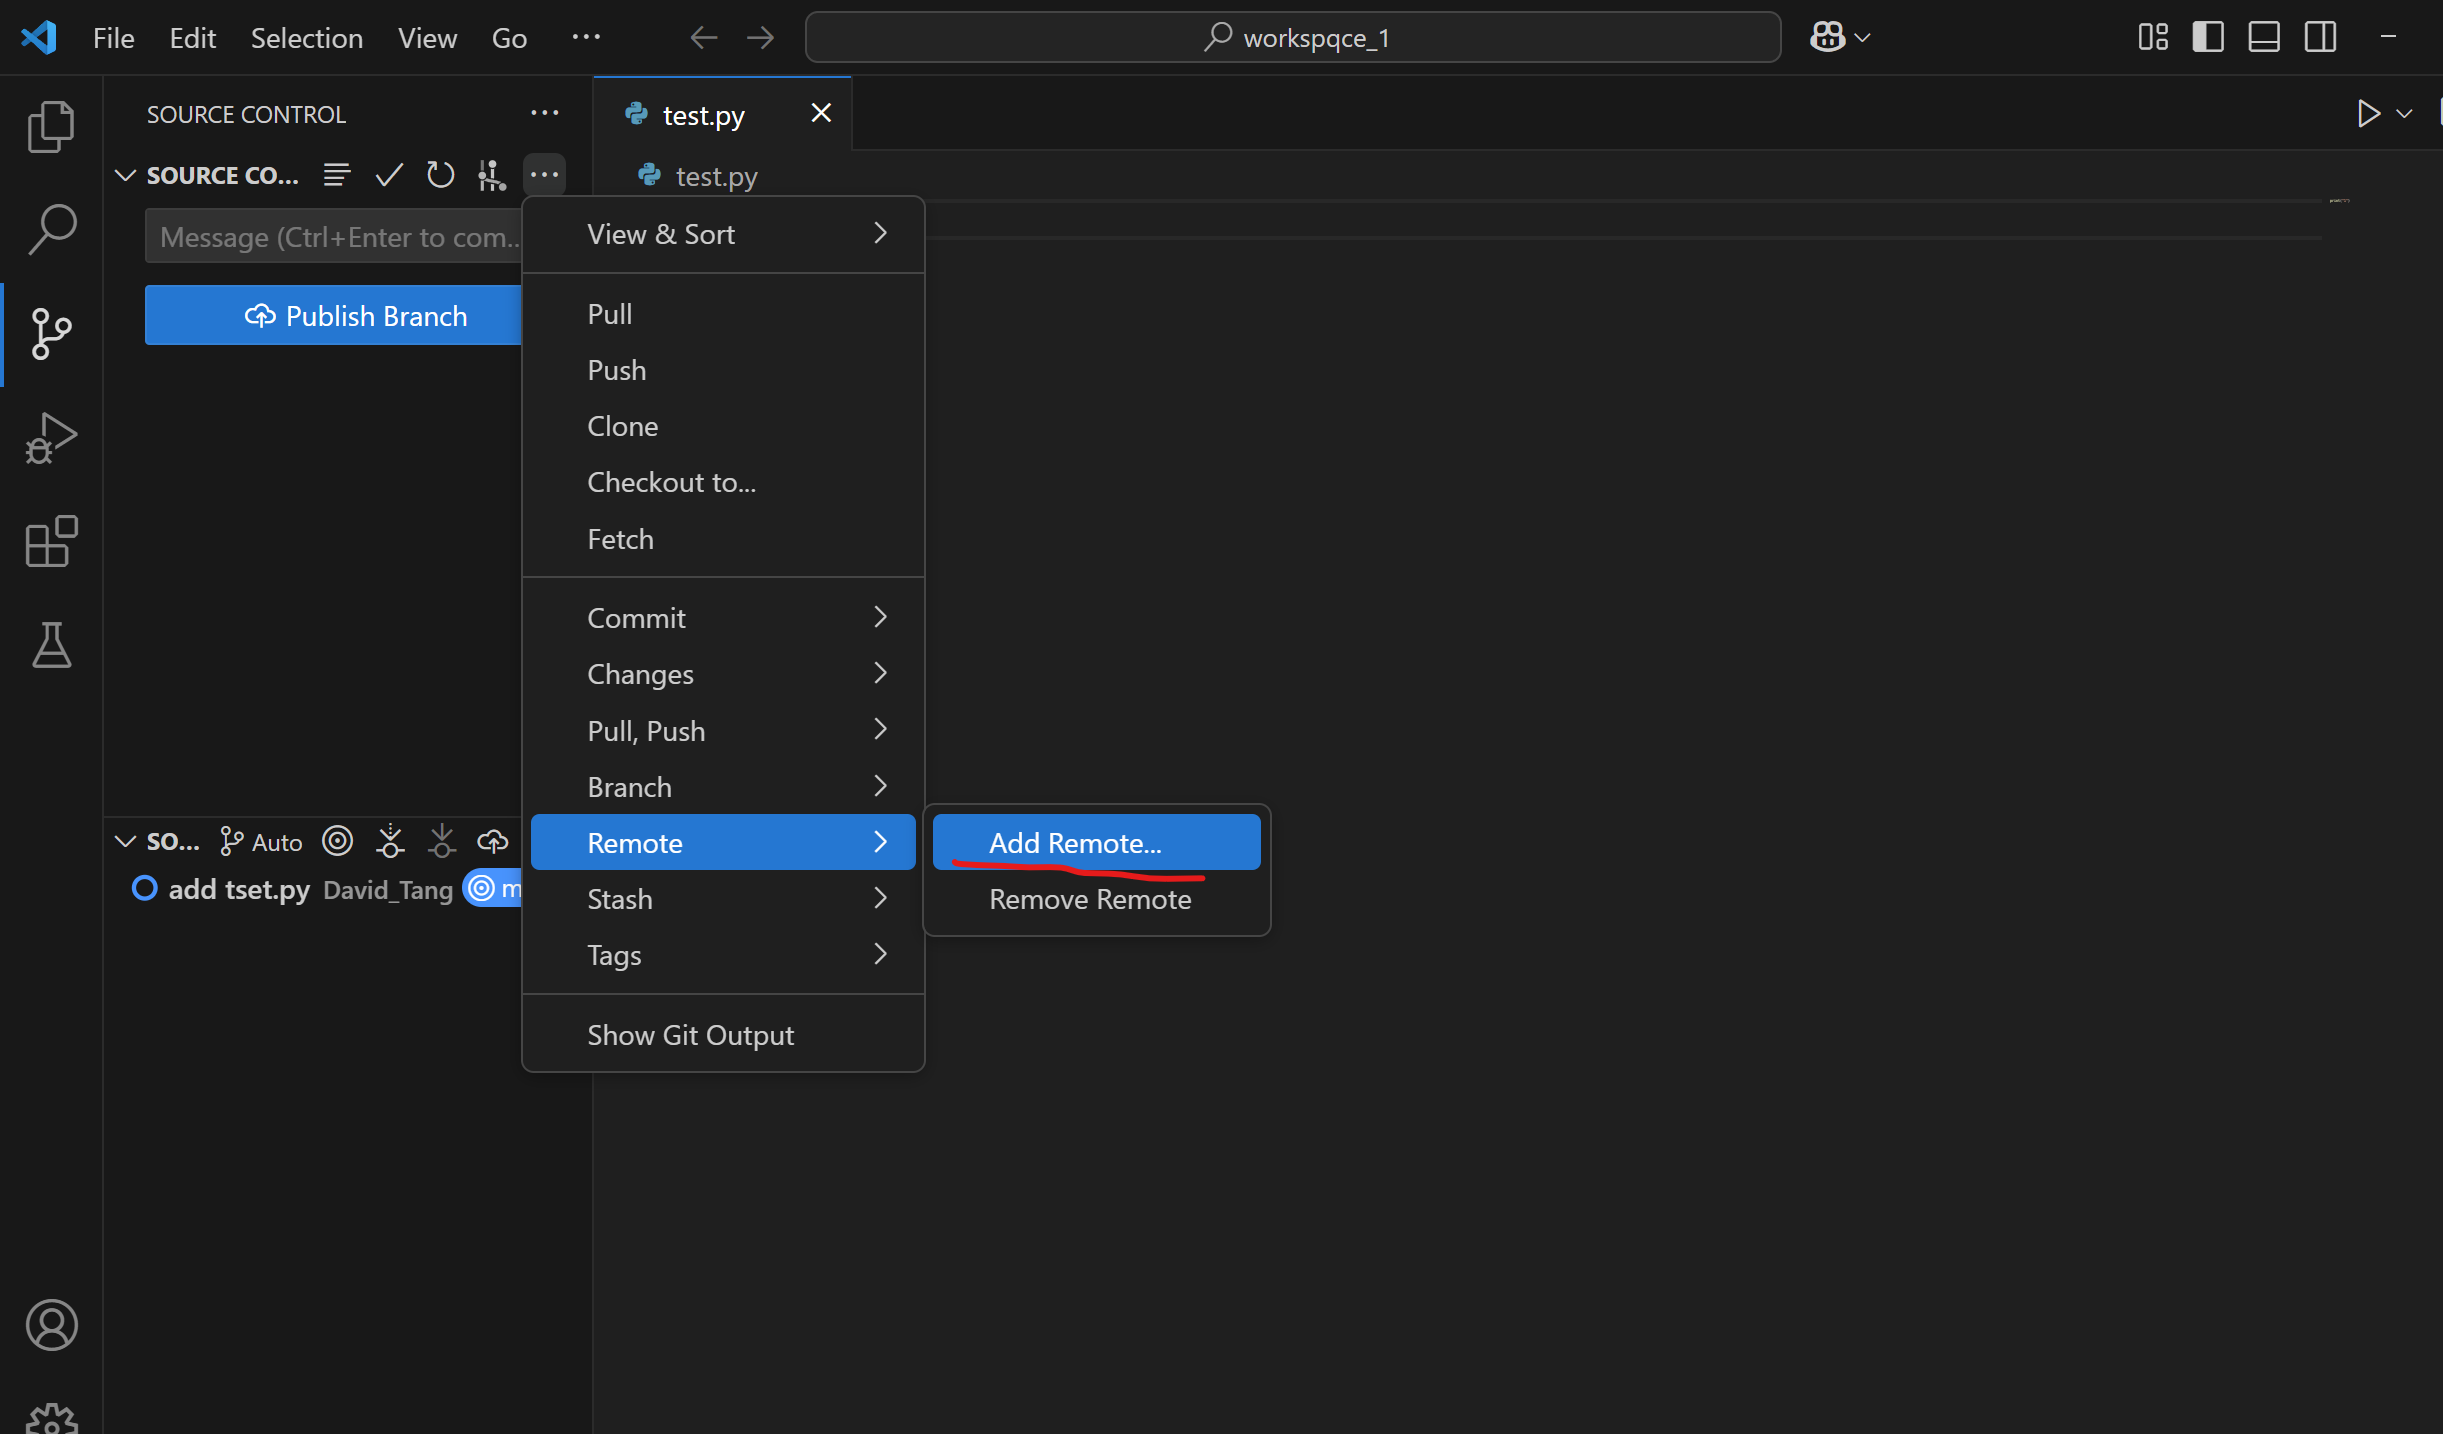 File Edit Selection View Go ···
workspqce_1
SOURCE CONTROL ···
SOURCE CO... ···
Message (Ctrl+Enter to com...
Publish Branch
test.py
test.py
View & Sort
Pull
Push
Clone
Checkout to...
Fetch
Commit
Changes
Pull, Push
Branch
Remote
Stash
Tags
Show Git Output
Add Remote...
Remove Remote
SO... Auto
add tset.py David_Tang m